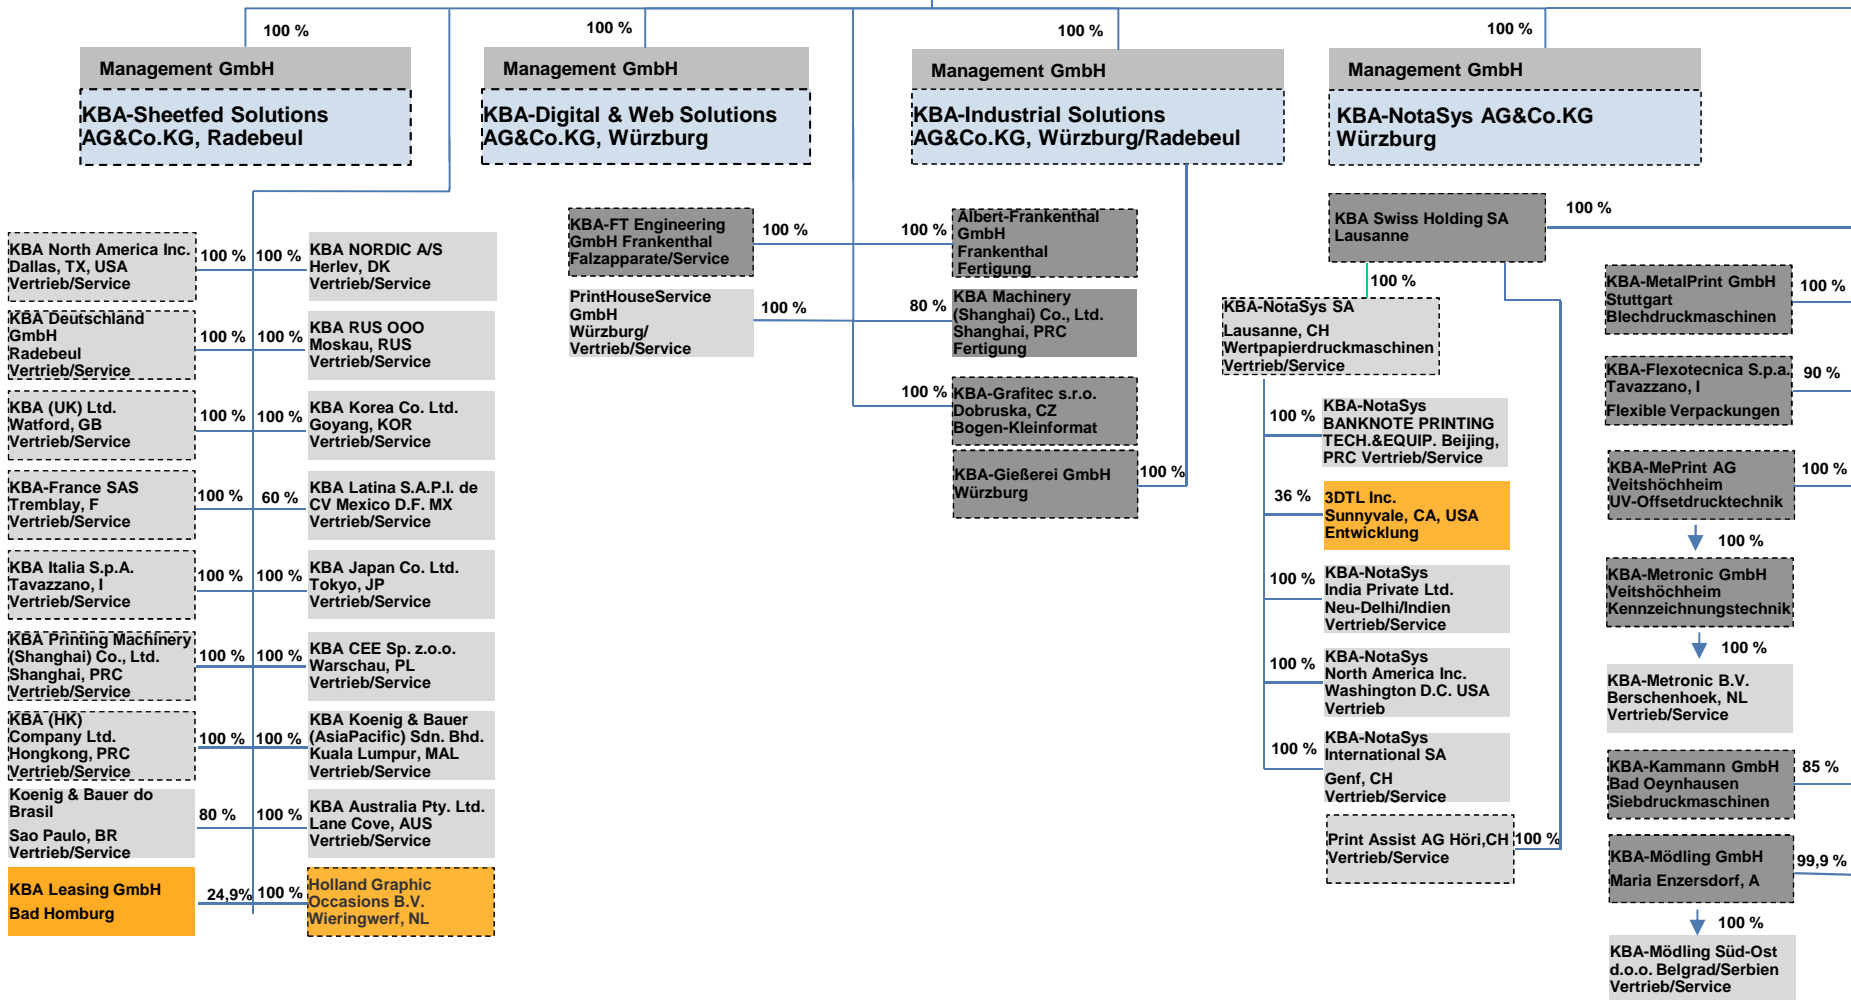 100 %
100 %
100 %
100 %
Management GmbH
KBA-Sheetfed Solutions
AG&Co.KG, Radebeul
Management GmbH
KBA-Digital & Web Solutions
AG&Co.KG, Würzburg
Management GmbH
KBA-Industrial Solutions
AG&Co.KG, Würzburg/Radebeul
Management GmbH
KBA-NotaSys AG&Co.KG
Würzburg
KBA North America Inc.
Dallas, TX, USA
Vertrieb/Service
100 %
100 %
KBA NORDIC A/S
Herlev, DK
Vertrieb/Service
KBA Deutschland
GmbH
Radebeul
Vertrieb/Service
100 %
100 %
KBA RUS OOO
Moskau, RUS
Vertrieb/Service
KBA (UK) Ltd.
Watford, GB
Vertrieb/Service
100 %
100 %
KBA Korea Co. Ltd.
Goyang, KOR
Vertrieb/Service
KBA-France SAS
Tremblay, F
Vertrieb/Service
100 %
60 %
KBA Latina S.A.P.I. de
CV Mexico D.F. MX
Vertrieb/Service
KBA Italia S.p.A.
Tavazzano, I
Vertrieb/Service
100 %
100 %
KBA Japan Co. Ltd.
Tokyo, JP
Vertrieb/Service
KBA Printing Machinery
(Shanghai) Co., Ltd.
Shanghai, PRC
Vertrieb/Service
100 %
100 %
KBA CEE Sp. z.o.o.
Warschau, PL
Vertrieb/Service
KBA (HK)
Company Ltd.
Hongkong, PRC
Vertrieb/Service
100 %
100 %
KBA Koenig & Bauer
(AsiaPacific) Sdn. Bhd.
Kuala Lumpur, MAL
Vertrieb/Service
Koenig & Bauer do
Brasil
Sao Paulo, BR
Vertrieb/Service
80 %
100 %
KBA Australia Pty. Ltd.
Lane Cove, AUS
Vertrieb/Service
KBA Leasing GmbH
Bad Homburg
24,9%
100 %
Holland Graphic
Occasions B.V.
Wieringwerf, NL
KBA-FT Engineering
GmbH Frankenthal
Falzapparate/Service
100 %
100 %
Albert-Frankenthal
GmbH
Frankenthal
Fertigung
PrintHouseService
GmbH
Würzburg/
Vertrieb/Service
100 %
80 %
KBA Machinery
(Shanghai) Co., Ltd.
Shanghai, PRC
Fertigung
100 %
KBA-Grafitec s.r.o.
Dobruska, CZ
Bogen-Kleinformat
KBA-Gießerei GmbH
Würzburg
100 %
KBA Swiss Holding SA
Lausanne
100 %
100 %
KBA-NotaSys SA
Lausanne, CH
Wertpapierdruckmaschinen
Vertrieb/Service
100 %
KBA-NotaSys
BANKNOTE PRINTING
TECH.&EQUIP. Beijing,
PRC Vertrieb/Service
36 %
3DTL Inc.
Sunnyvale, CA, USA
Entwicklung
100 %
KBA-NotaSys
India Private Ltd.
Neu-Delhi/Indien
Vertrieb/Service
100 %
KBA-NotaSys
North America Inc.
Washington D.C. USA
Vertrieb
100 %
KBA-NotaSys
International SA
Genf, CH
Vertrieb/Service
Print Assist AG Höri,CH
Vertrieb/Service
100 %
KBA-MetalPrint GmbH
Stuttgart
Blechdruckmaschinen
100 %
KBA-Flexotecnica S.p.a.
Tavazzano, I
Flexible Verpackungen
90 %
KBA-MePrint AG
Veitshöchheim
UV-Offsetdrucktechnik
100 %
100 %
KBA-Metronic GmbH
Veitshöchheim
Kennzeichnungstechnik
100 %
KBA-Metronic B.V.
Berschenhoek, NL
Vertrieb/Service
KBA-Kammann GmbH
Bad Oeynhausen
Siebdruckmaschinen
85 %
KBA-Mödling GmbH
Maria Enzersdorf, A
99,9 %
100 %
KBA-Mödling Süd-Ost
d.o.o. Belgrad/Serbien
Vertrieb/Service